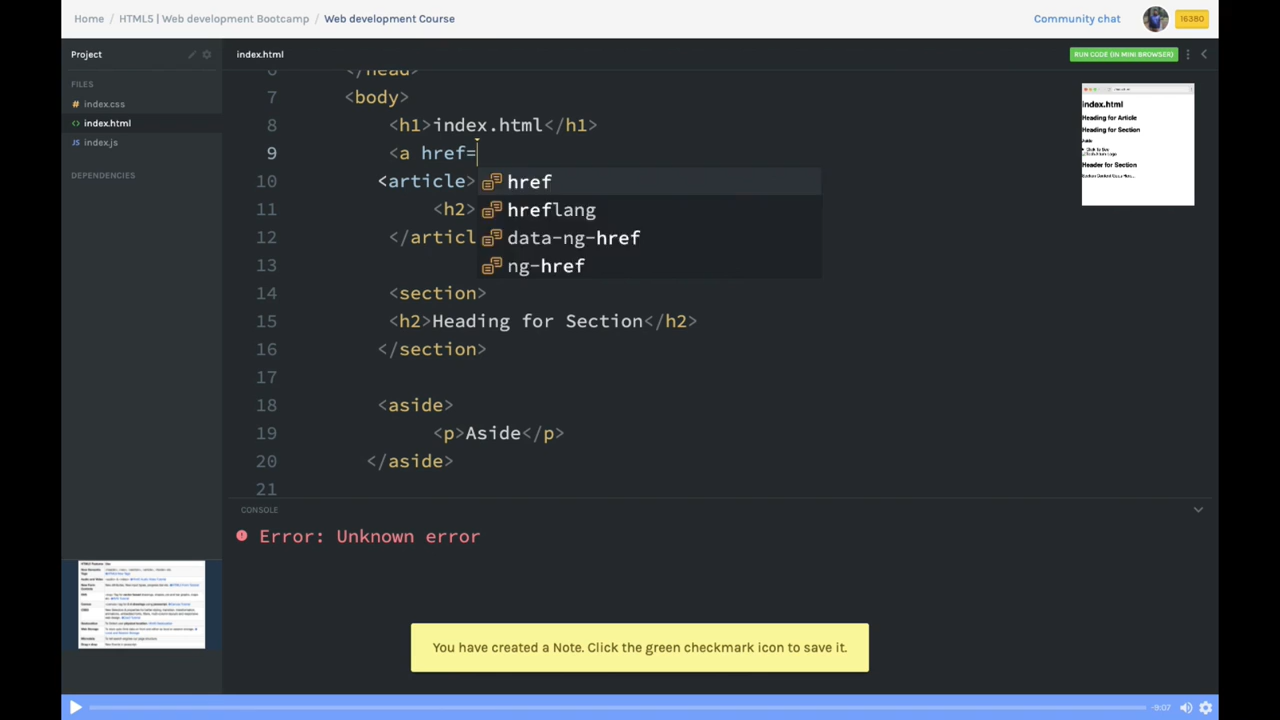 Home / HTML5 | Web development Bootcamp / Web development Course
Community chat
16380
Project
index.html
RUN CODE (IN MINI BROWSER)
FILES
index.css
index.html
index.js
DEPENDENCIES
6 </head>
7 <body>
8 <h1>index.html</h1>
9 <a href=
10 <article>
11 <h2>
12 </articl
13
14 <section>
15 <h2>Heading for Section</h2>
16 </section>
17
18 <aside>
19 <p>Aside</p>
20 </aside>
21
href
hreflang
data-ng-href
ng-href
index.html
Heading for Article
Heading for Section
Aside
Header for Section
CONSOLE
Error: Unknown error
You have created a Note. Click the green checkmark icon to save it.
-9:07